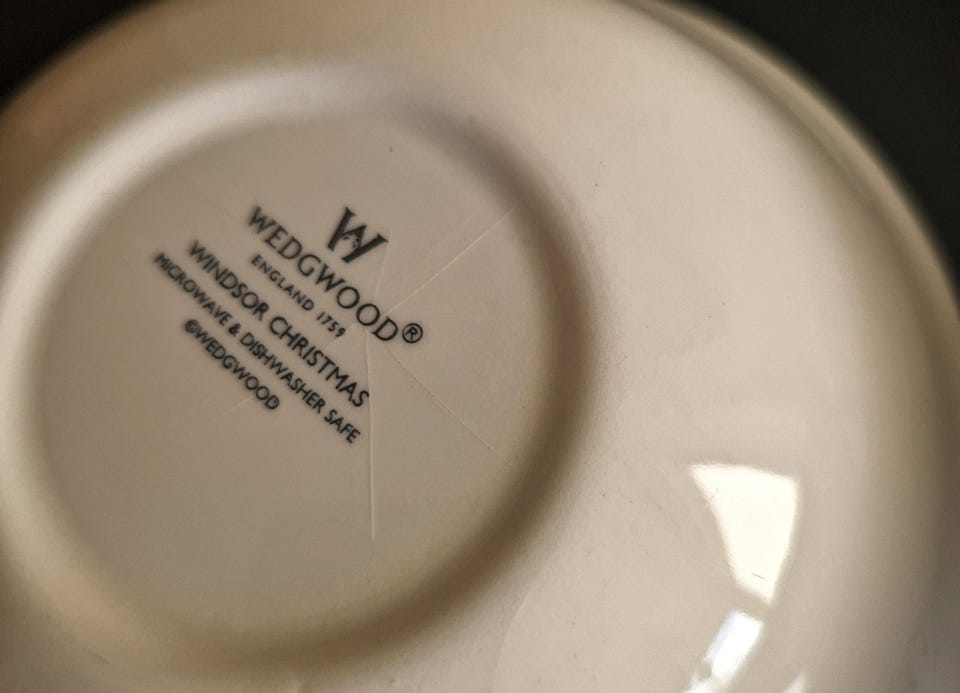 W
WEDGWOOD®
ENGLAND 1759
WINDSOR CHRISTMAS
MICROWAVE & DISHWASHER SAFE
©WEDGWOOD